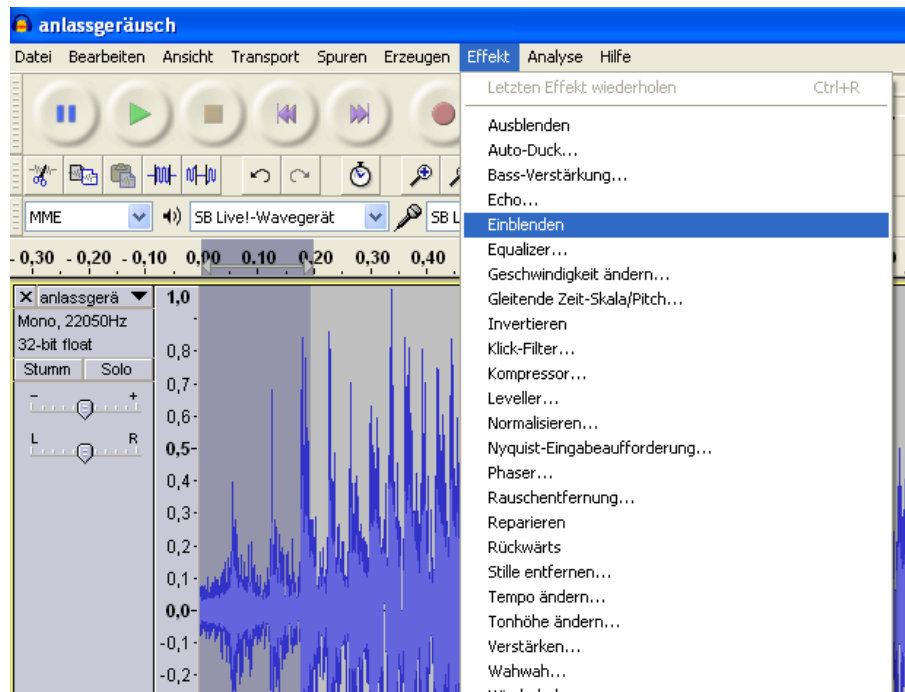 anlassgeräusch
Datei Bearbeiten Ansicht Transport Spuren Erzeugen Effekt Analyse Hilfe
Letzten Effekt wiederholen Ctrl+R
Ausblenden
Auto-Duck...
Bass-Verstärkung...
Echo...
Einblenden
Equalizer...
Geschwindigkeit ändern...
Gleitende Zeit-Skala/Pitch...
Invertieren
Klick-Filter...
Kompressor...
Leveller...
Normalisieren...
Nyquist-Eingabeaufforderung...
Phaser...
Rauschentfernung...
Reparieren
Rückwärts
Stille entfernen...
Tempo ändern...
Tonhöhe ändern...
Verstärken...
Wahwah...
MME SB Live!-Wavegerät SB L
- 0,30 - 0,20 - 0,10 0,00 0,10 0,20 0,30 0,40
X anlassgerä
Mono, 22050Hz
32-bit float
Stumm Solo
- +
L R
1,0
0,8
0,7
0,6
0,5
0,4
0,3
0,2
0,1
0,0
-0,1
-0,2